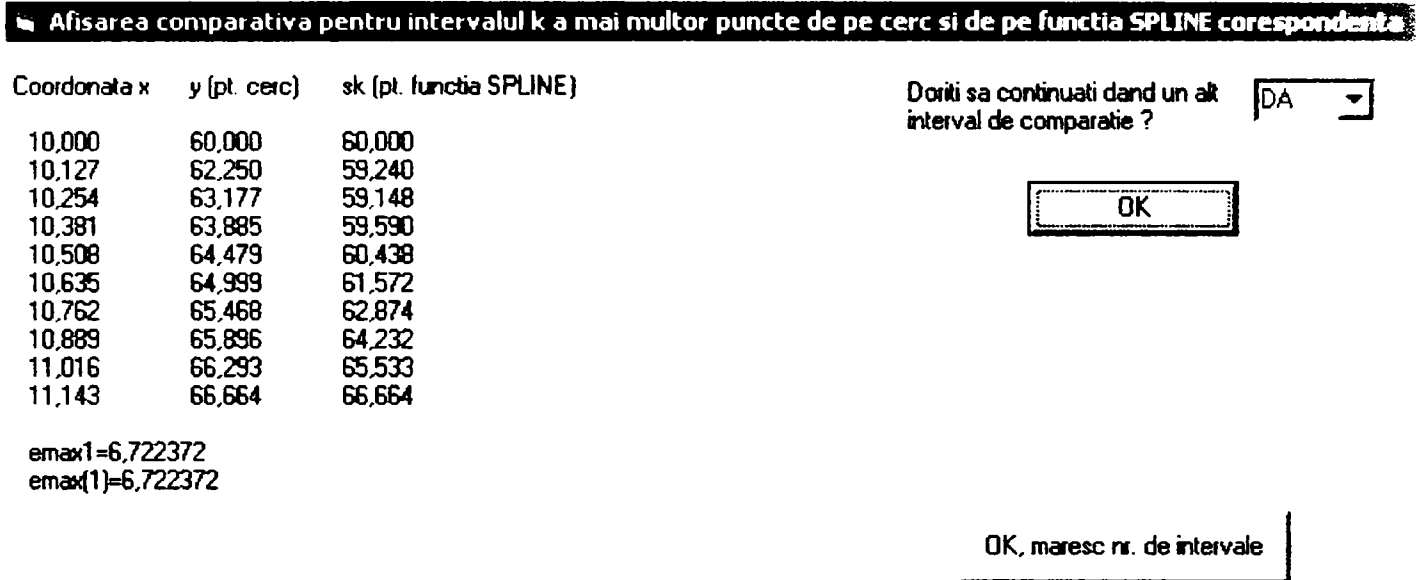 Afisarea comparativa pentru intervalul k a mai multor puncte de pe cerc si de pe functia SPLINE corespondenta
Coordonata x y (pt. cerc) sk (pt. functia SPLINE)
10,000 60,000 60,000
10,127 62,250 59,240
10,254 63,177 59,148
10,381 63,885 59,590
10,508 64,479 60,438
10,635 64,999 61,572
10,762 65,468 62,874
10,889 65,896 64,232
11,016 66,293 65,533
11,143 66,664 66,664
emax1=6,722372
emax(1)=6,722372
Doriti sa continuati dand un alt
interval de comparatie ?
DA
OK
OK, maresc nr. de intervale